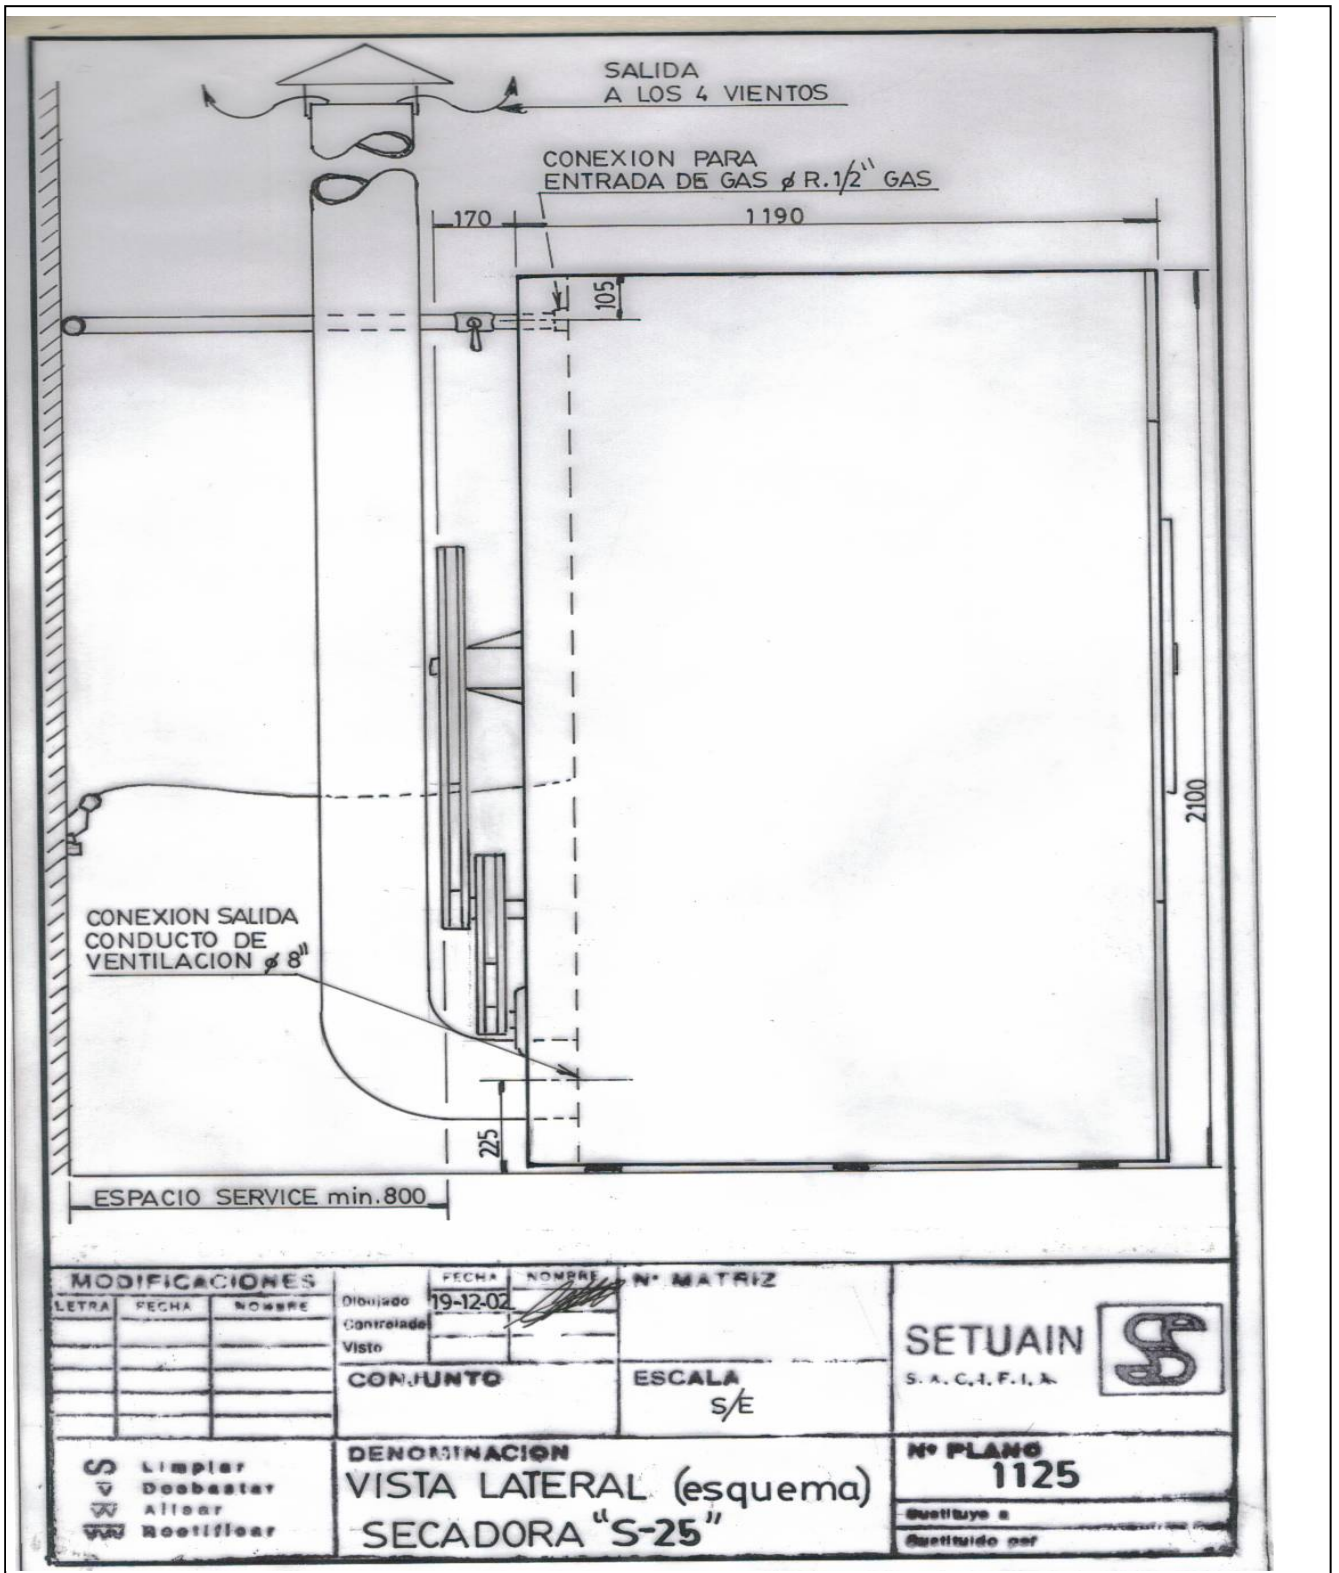 SALIDA
A LOS 4 VIENTOS
CONEXION PARA
ENTRADA DE GAS ø R.1/2" GAS
170
1190
105
2100
CONEXION SALIDA
CONDUCTO DE
VENTILACION ø 8"
225
ESPACIO SERVICE min.800
MODIFICACIONES
LETRA FECHA NOMBRE
FECHA NOMBRE
Dibujado 19-12-02
Controlado
Visto
Nº MATRIZ
CONJUNTO
ESCALA
S/E
SETUAIN
S. A. C. I. F. I. A.
Limpiar
Desbastar
Alisar
Rectificar
DENOMINACION
VISTA LATERAL (esquema)
SECADORA "S-25"
Nº PLANO
1125
Sustituye a
Sustituido por